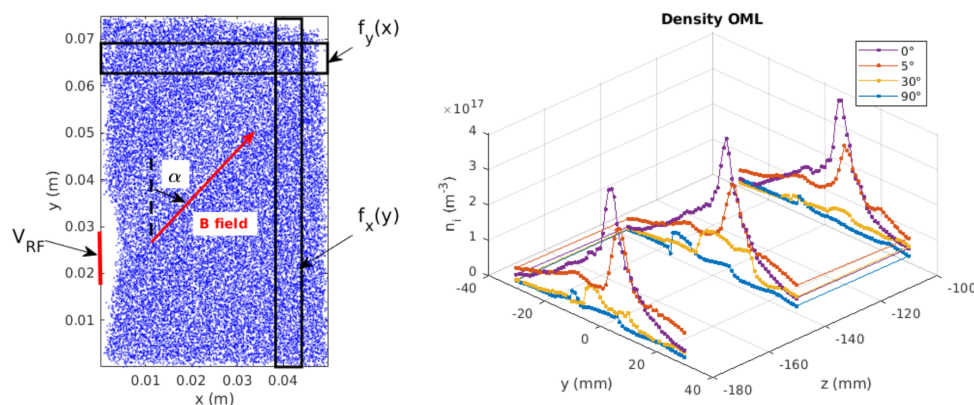 0.07
0.06
0.05
0.04
0.03
0.02
0.01
y (m)
0.01
0.02
0.03
0.04
x (m)
f_y(x)
α
B field
f_x(y)
V_RF
Density OML
0°
5°
30°
90°
×10^17
4
3
2
1
0
n_i (m^-3)
-40
-20
0
20
40
y (mm)
-180
-160
-140
-120
-100
z (mm)